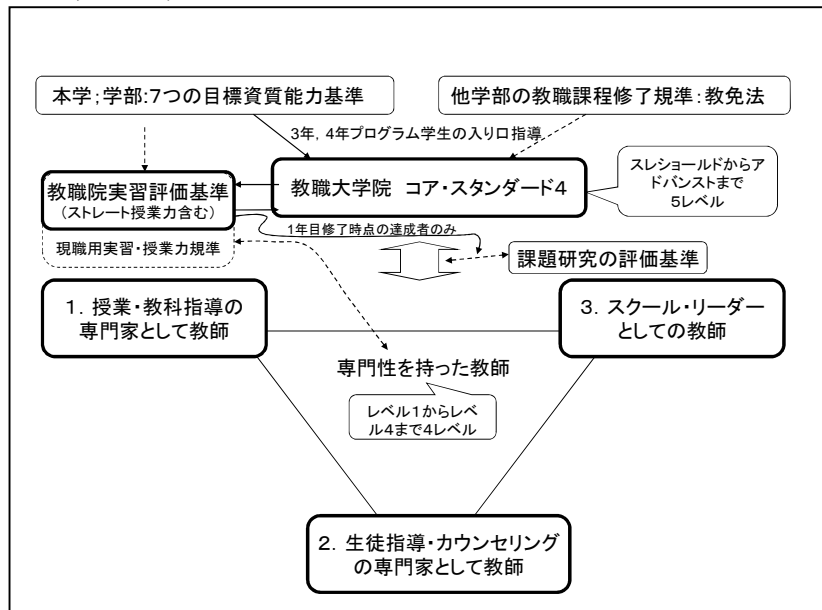 本学;学部:7つの目標資質能力基準
他学部の教職課程修了規準:教免法
3年，4年プログラム学生の入り口指導
教職大学院 コア・スタンダード4
スレショールドからア
ドバンストまで
5レベル
教職院実習評価基準
(ストレート授業力含む)
1年目修了時点の達成者のみ
現職用実習・授業力規準
課題研究の評価基準
1．授業・教科指導の
専門家として教師
3．スクール・リーダー
としての教師
専門性を持った教師
レベル1からレベ
ル4まで4レベル
2．生徒指導・カウンセリング
の専門家として教師